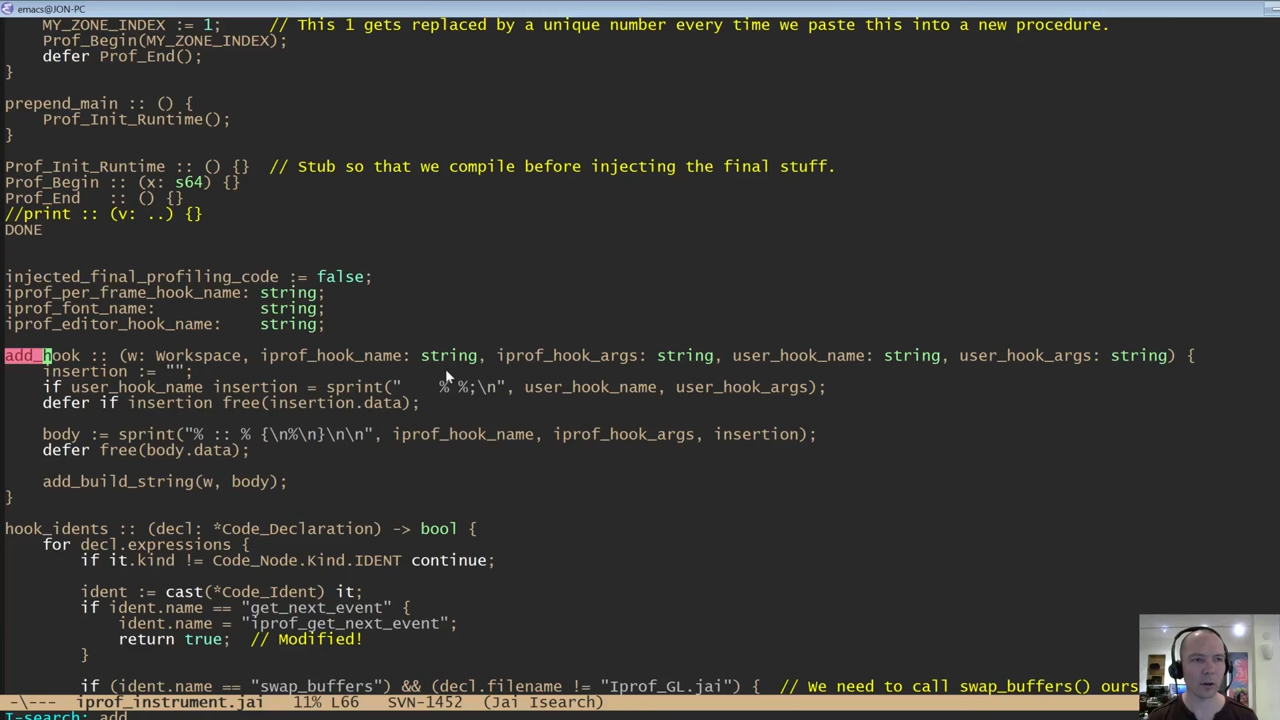 emacs@JON-PC
MY_ZONE_INDEX := 1;   // This 1 gets replaced by a unique number every time we paste this into a new procedure.
Prof_Begin(MY_ZONE_INDEX);
defer Prof_End();
}
prepend_main :: () {
Prof_Init_Runtime();
}
Prof_Init_Runtime :: () {}  // Stub so that we compile before injecting the final stuff.
Prof_Begin :: (x: s64) {}
Prof_End   :: () {}
//print :: (v: ..) {}
DONE
injected_final_profiling_code := false;
iprof_per_frame_hook_name: string;
iprof_font_name:           string;
iprof_editor_hook_name:    string;
add_hook :: (w: Workspace, iprof_hook_name: string, iprof_hook_args: string, user_hook_name: string, user_hook_args: string) {
insertion := "";
if user_hook_name insertion = sprint("    % %;\n", user_hook_name, user_hook_args);
defer if insertion free(insertion.data);
body := sprint("% :: % {\n%\n}\n\n", iprof_hook_name, iprof_hook_args, insertion);
defer free(body.data);
add_build_string(w, body);
}
hook_idents :: (decl: *Code_Declaration) -> bool {
for decl.expressions {
if it.kind != Code_Node.Kind.IDENT continue;
ident := cast(*Code_Ident) it;
if ident.name == "get_next_event" {
ident.name = "iprof_get_next_event";
return true;  // Modified!
}
if (ident.name == "swap_buffers") && (decl.filename != "Iprof_GL.jai") {  // We need to call swap_buffers() ours
-\---  iprof_instrument.jai   11% L66   SVN-1452  (Jai Isearch)
I-search: add